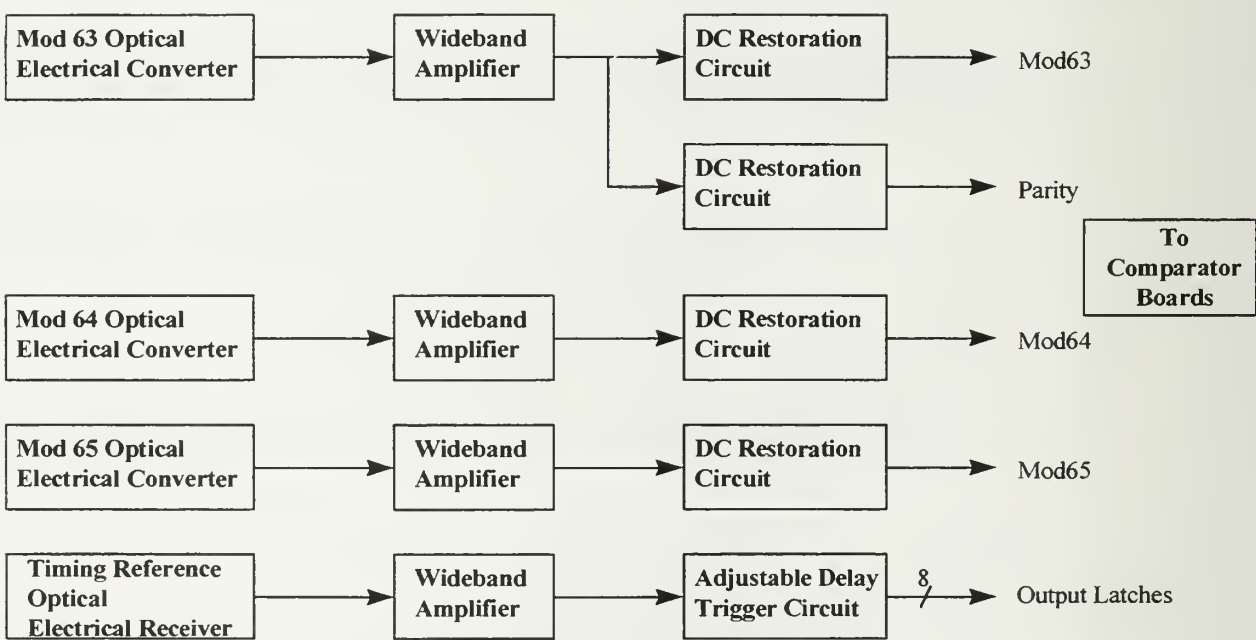 Mod 63 Optical
Electrical Converter
Wideband
Amplifier
DC Restoration
Circuit
Mod63
DC Restoration
Circuit
Parity
To
Comparator
Boards
Mod 64 Optical
Electrical Converter
Wideband
Amplifier
DC Restoration
Circuit
Mod64
Mod 65 Optical
Electrical Converter
Wideband
Amplifier
DC Restoration
Circuit
Mod65
Timing Reference
Optical
Electrical Receiver
Wideband
Amplifier
Adjustable Delay
Trigger Circuit
8
Output Latches